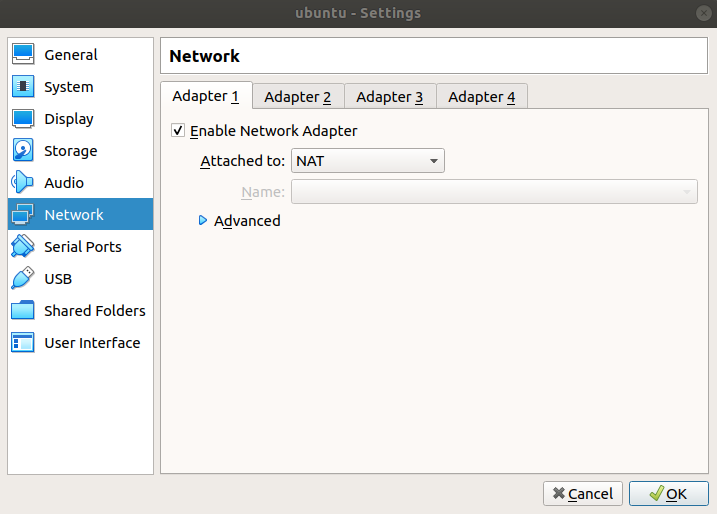 ubuntu - Settings
General
System
Display
Storage
Audio
Network
Serial Ports
USB
Shared Folders
User Interface
Network
Adapter 1 Adapter 2 Adapter 3 Adapter 4
Enable Network Adapter
Attached to: NAT
Name:
Advanced
Cancel OK